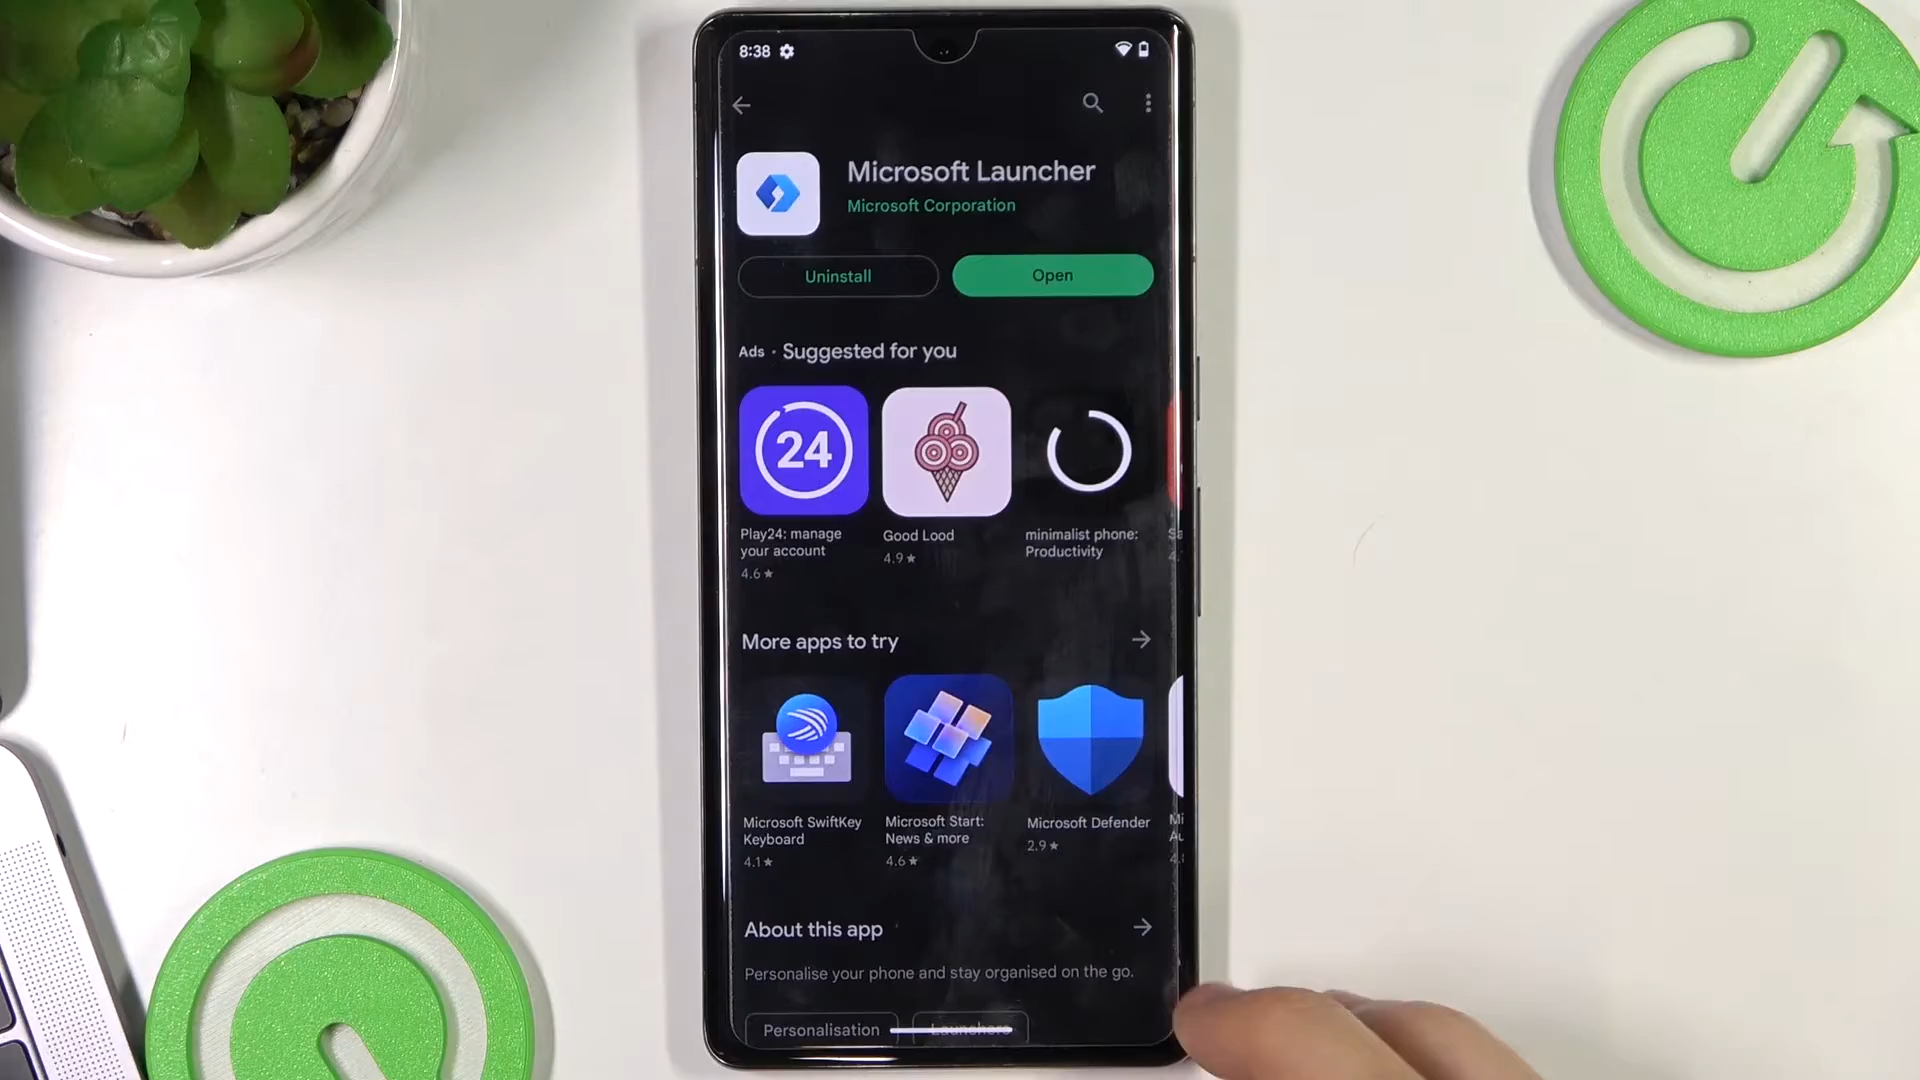 8:38
Microsoft Launcher
Microsoft Corporation
Uninstall
Open
Ads · Suggested for you
24
Play24: manage
your account
4.6★
Good Lood
4.9★
minimalist phone:
Productivity
More apps to try
Microsoft SwiftKey
Keyboard
4.1★
Microsoft Start:
News & more
4.6★
Microsoft Defender
2.9★
About this app
Personalise your phone and stay organised on the go.
Personalisation
Launchers